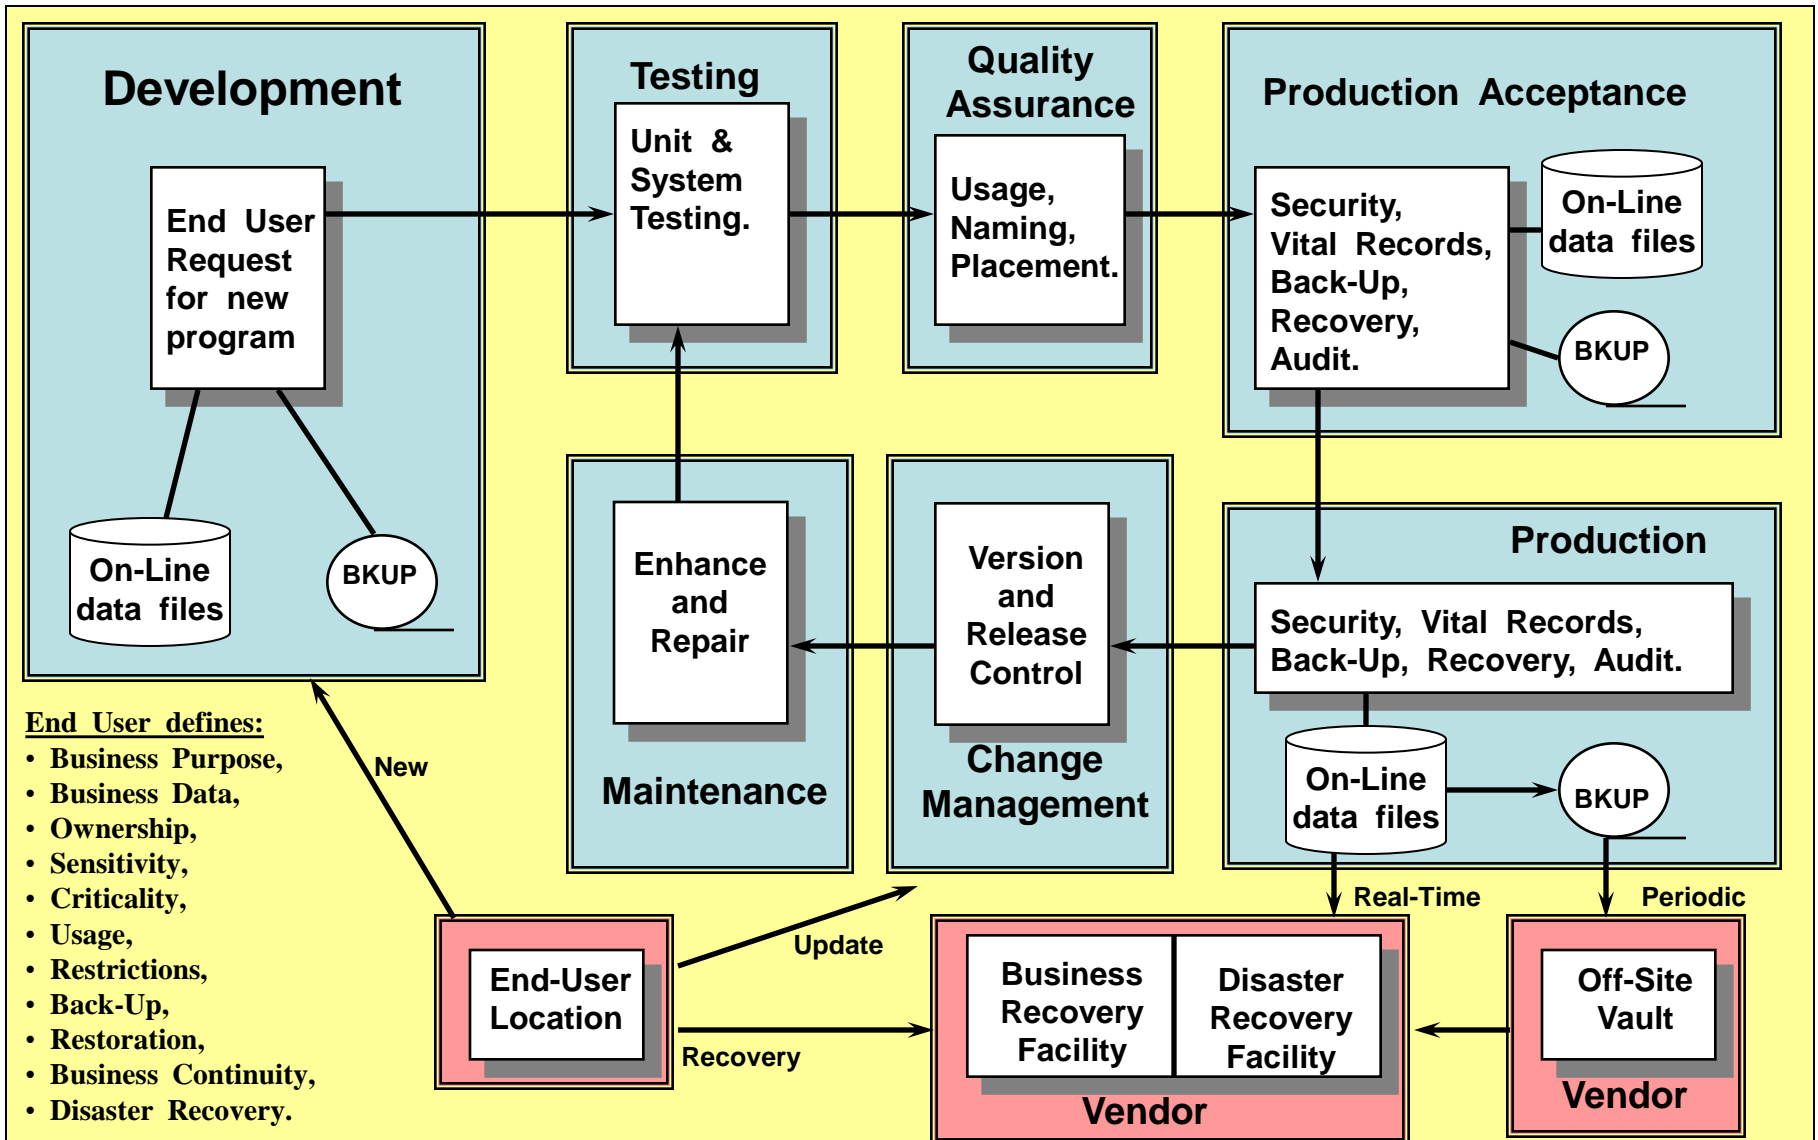 Development
End User
Request
for new
program
On-Line
data files
BKUP
Testing
Unit &
System
Testing.
Quality
Assurance
Usage,
Naming,
Placement.
Production Acceptance
Security,
Vital Records,
Back-Up,
Recovery,
Audit.
On-Line
data files
BKUP
Enhance
and
Repair
Maintenance
Version
and
Release
Control
Change
Management
Production
Security, Vital Records,
Back-Up, Recovery, Audit.
On-Line
data files
BKUP
End User defines:
• Business Purpose,
• Business Data,
• Ownership,
• Sensitivity,
• Criticality,
• Usage,
• Restrictions,
• Back-Up,
• Restoration,
• Business Continuity,
• Disaster Recovery.
New
Update
Recovery
Real-Time
Periodic
End-User
Location
Business
Recovery
Facility
Disaster
Recovery
Facility
Vendor
Off-Site
Vault
Vendor